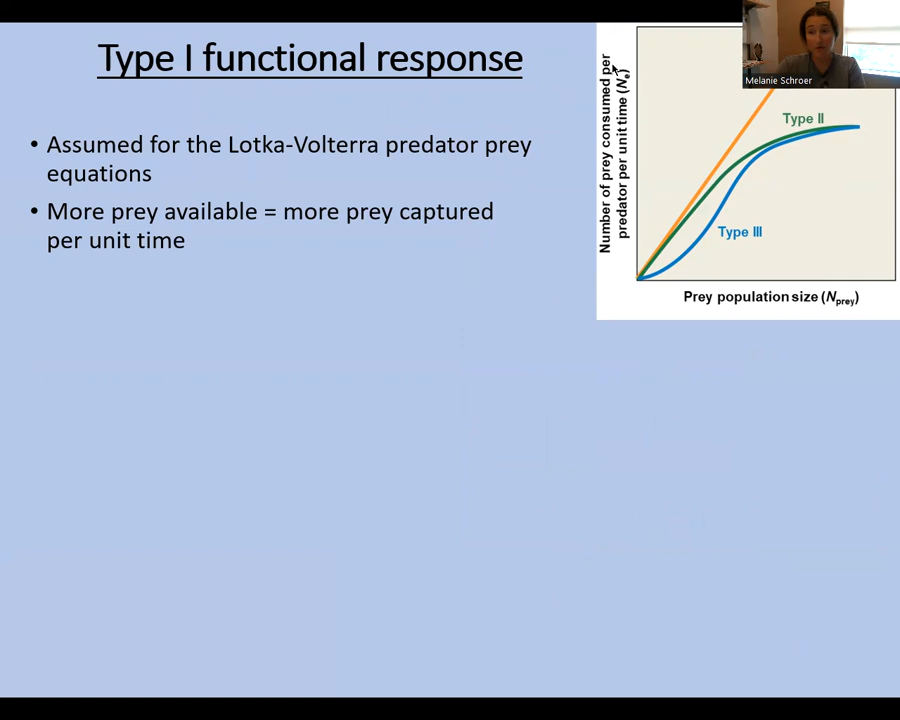 Type I functional response
• Assumed for the Lotka-Volterra predator prey
equations
• More prey available = more prey captured
per unit time
Number of prey consumed per
predator per unit time (Ne)
Type II
Type III
Prey population size (Nprey)
Melanie Schroer